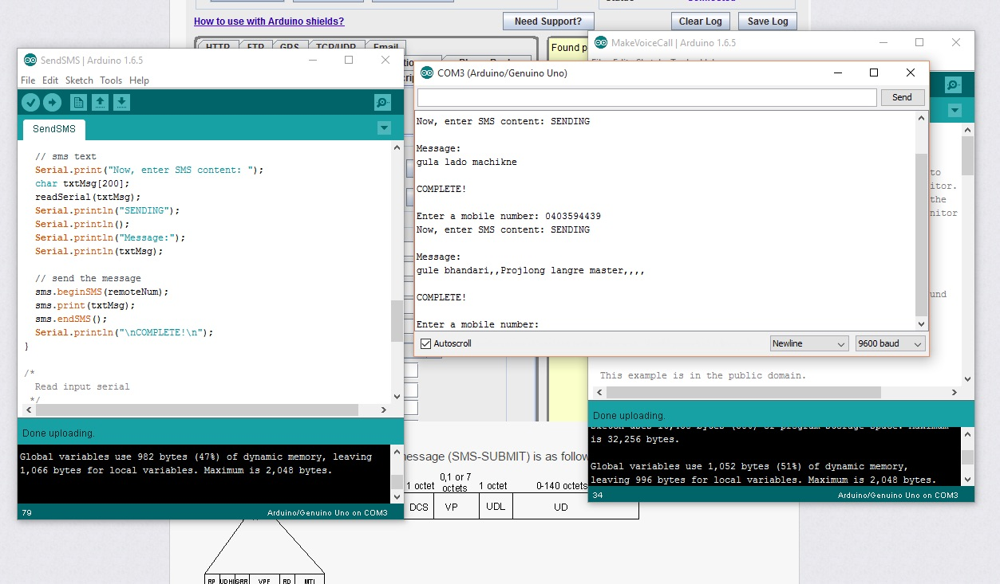 How to use with Arduino shields?
Need Support?
Clear Log
Save Log
HTTP
FTP
GPS
TCP/UDP
Email
Found p
SendSMS | Arduino 1.6.5
File Edit Sketch Tools Help
SendSMS
// sms text
Serial.print("Now, enter SMS content: ");
char txtMsg[200];
readSerial(txtMsg);
Serial.println("SENDING");
Serial.println();
Serial.println("Message:");
Serial.println(txtMsg);
// send the message
sms.beginSMS(remoteNum);
sms.print(txtMsg);
sms.endSMS();
Serial.println("\nCOMPLETE!\n");
}
/*
Read input serial
*/
Done uploading.
Global variables use 982 bytes (47%) of dynamic memory, leaving
1,066 bytes for local variables. Maximum is 2,048 bytes.
79
Arduino/Genuino Uno on COM3
COM3 (Arduino/Genuino Uno)
Send
Now, enter SMS content: SENDING
Message:
gula lado machikne
COMPLETE!
Enter a mobile number: 0403594439
Now, enter SMS content: SENDING
Message:
gule bhandari,,Projlong langre master,,,,
COMPLETE!
Enter a mobile number:
Autoscroll
Newline
9600 baud
MakeVoiceCall | Arduino 1.6.5
to
itor.
the
nitor
und
This example is in the public domain.
Done uploading.
is 32,256 bytes.
Global variables use 1,052 bytes (51%) of dynamic memory,
leaving 996 bytes for local variables. Maximum is 2,048 bytes.
34
Arduino/Genuino Uno on COM3
essage (SMS-SUBMIT) is as follow
1 octet
0,1 or 7
octets
1 octet
0-140 octets
DCS
VP
UDL
UD
RP
UDHI
SRR
VPF
RD
MTI